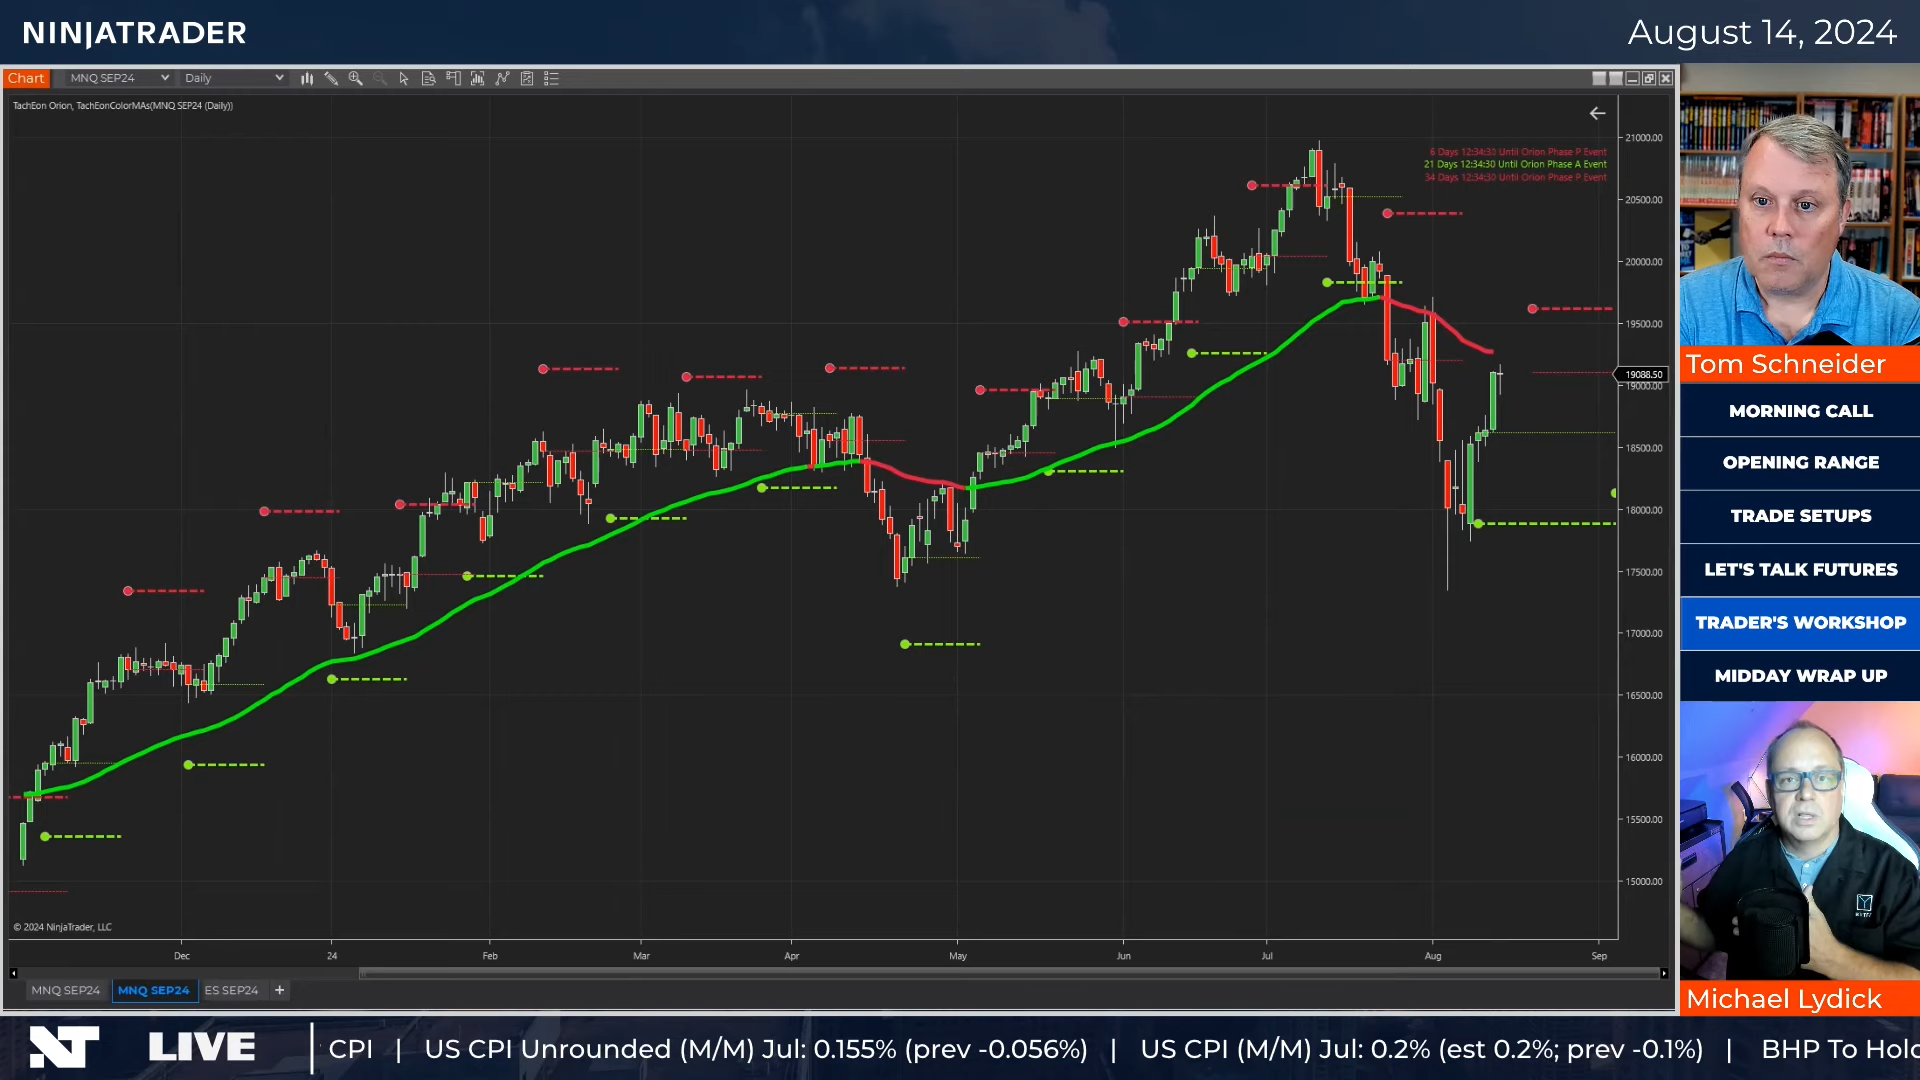 NINJATRADER
August 14, 2024
Chart
MNQ SEP24
Daily
TachEon Orion, TachEonColorMAs(MNQ SEP24 (Daily))
6 Days 12:34:30 Until Orion Phase P Event
21 Days 12:34:30 Until Orion Phase A Event
34 Days 12:34:30 Until Orion Phase P Event
21000.00
20500.00
20000.00
19500.00
19088.50
19000.00
18500.00
18000.00
17500.00
17000.00
16500.00
16000.00
15500.00
15000.00
© 2024 NinjaTrader, LLC
Dec
24
Feb
Mar
Apr
May
Jun
Jul
Aug
Sep
MNQ SEP24
MNQ SEP24
ES SEP24
+
Tom Schneider
MORNING CALL
OPENING RANGE
TRADE SETUPS
LET'S TALK FUTURES
TRADER'S WORKSHOP
MIDDAY WRAP UP
Michael Lydick
NT LIVE
CPI | US CPI Unrounded (M/M) Jul: 0.155% (prev -0.056%) | US CPI (M/M) Jul: 0.2% (est 0.2%; prev -0.1%) | BHP To Hold